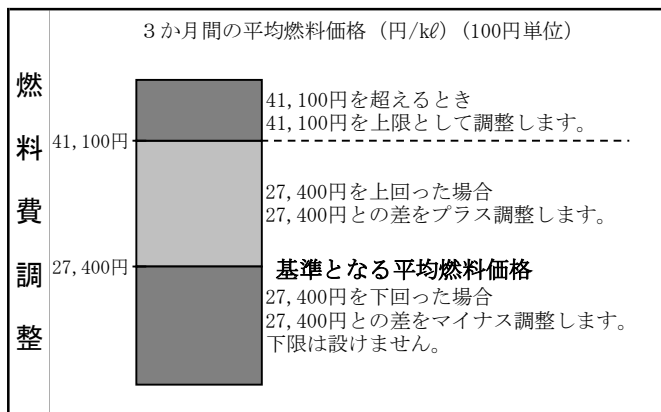 燃料費調整
3か月間の平均燃料価格（円/kℓ）(100円単位)
41,100円を超えるとき
41,100円を上限として調整します。
41,100円
27,400円を上回った場合
27,400円との差をプラス調整します。
27,400円
基準となる平均燃料価格
27,400円を下回った場合
27,400円との差をマイナス調整します。
下限は設けません。